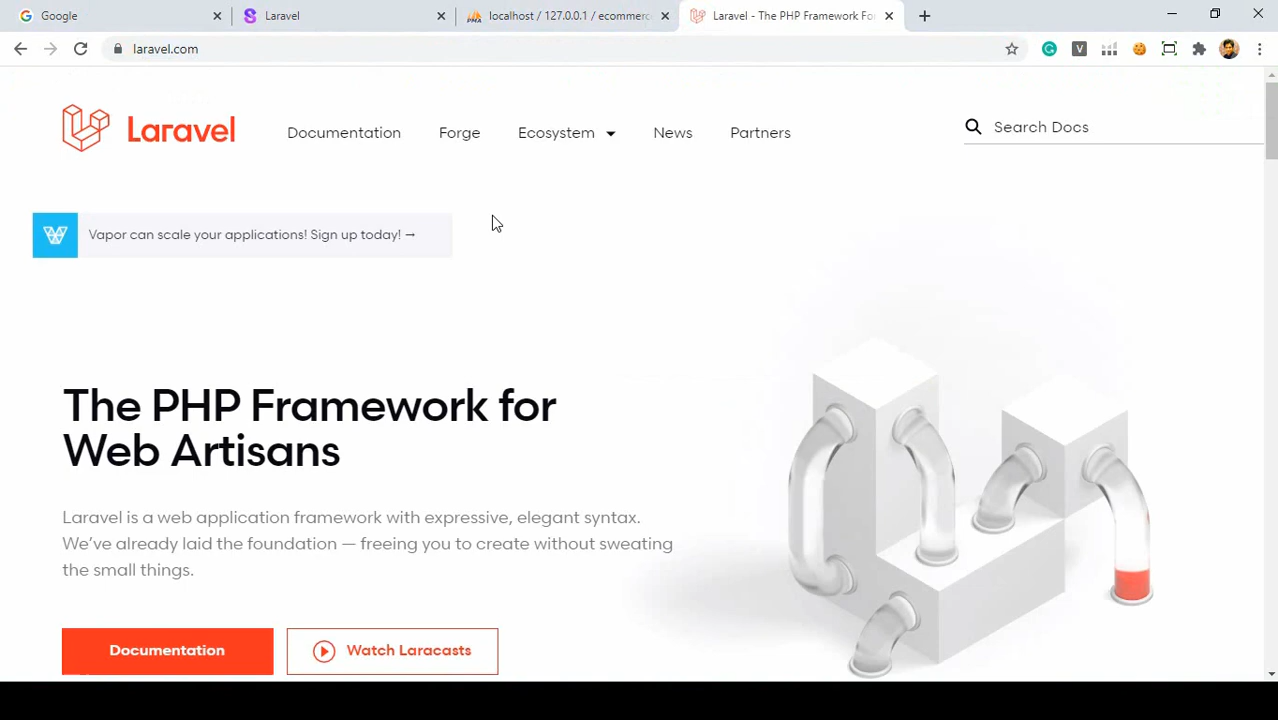 Google
Laravel
localhost / 127.0.0.1 / ecommerc
Laravel - The PHP Framework For
laravel.com
Laravel
Documentation
Forge
Ecosystem
News
Partners
Search Docs
Vapor can scale your applications! Sign up today! →
The PHP Framework for
Web Artisans
Laravel is a web application framework with expressive, elegant syntax.
We’ve already laid the foundation — freeing you to create without sweating
the small things.
Documentation
Watch Laracasts